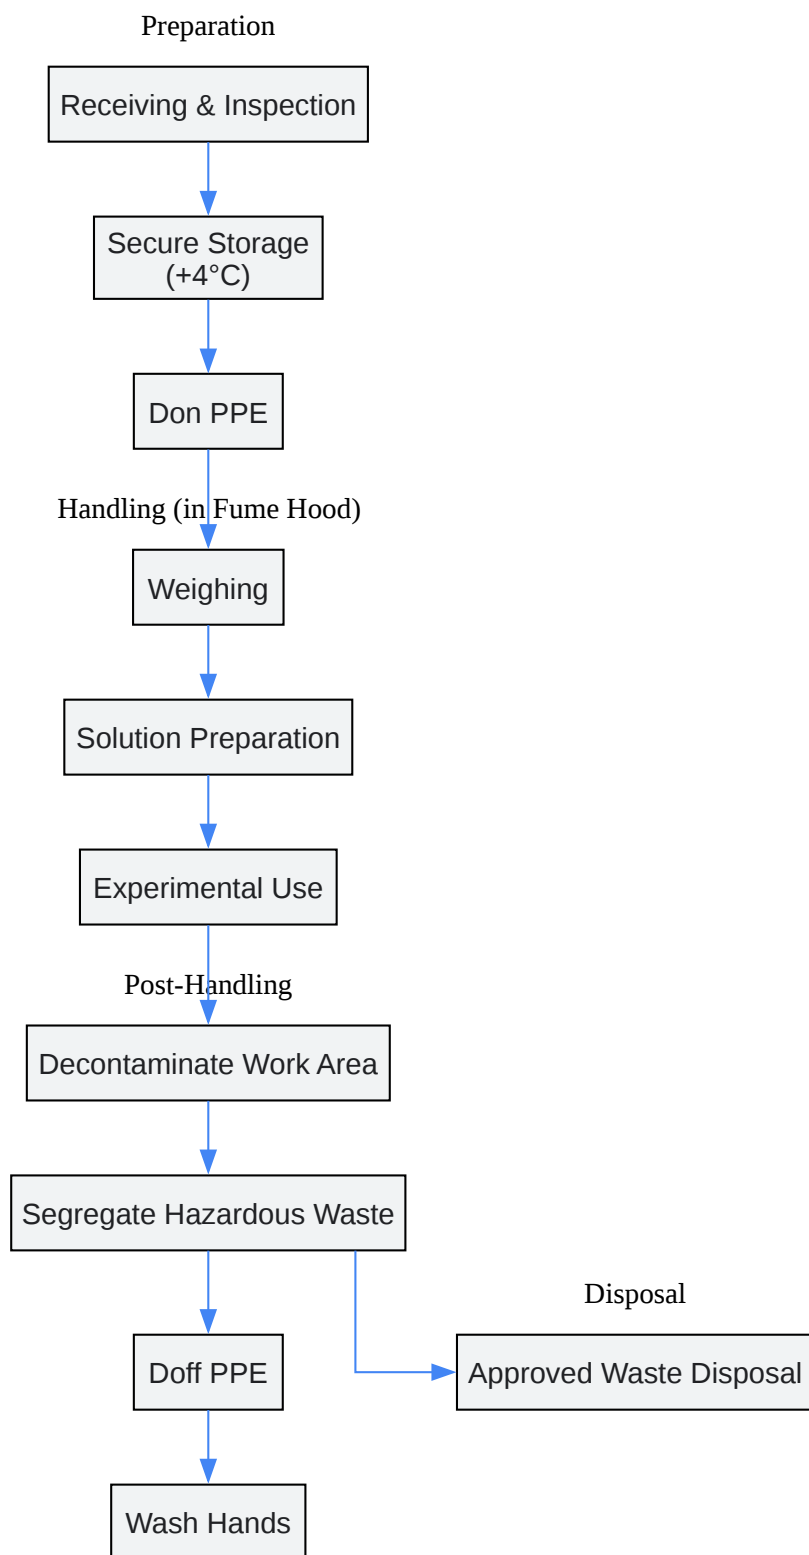 Preparation
Receiving & Inspection
Secure Storage
(+4°C)
Don PPE
Handling (in Fume Hood)
Weighing
Solution Preparation
Experimental Use
Post-Handling
Decontaminate Work Area
Segregate Hazardous Waste
Disposal
Doff PPE
Approved Waste Disposal
Wash Hands